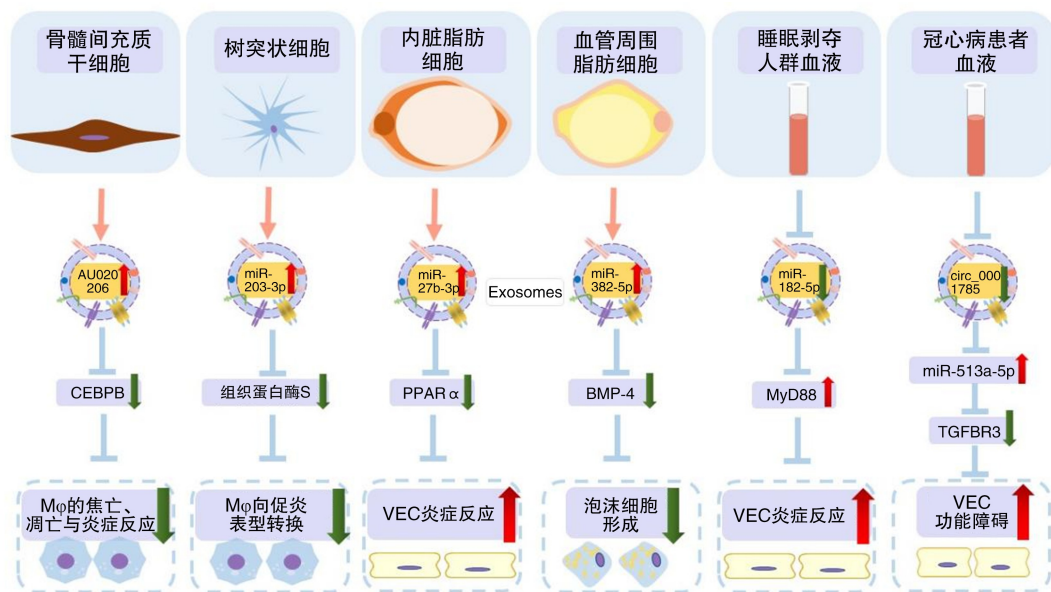 骨髓间充质
干细胞
树突状细胞
内脏脂肪
细胞
血管周围
脂肪细胞
睡眠剥夺
人群血液
冠心病患者
血液
AU020
206
miR-
203-3p
miR-
27b-3p
Exosomes
miR-
382-5p
miR-
182-5p
circ_000
1785
CEBPB
组织蛋白酶S
PPARα
BMP-4
MyD88
miR-513a-5p
TGFBR3
Mφ的焦亡、
凋亡与炎症反应
Mφ向促炎
表型转换
VEC炎症反应
泡沫细胞
形成
VEC炎症反应
VEC
功能障碍